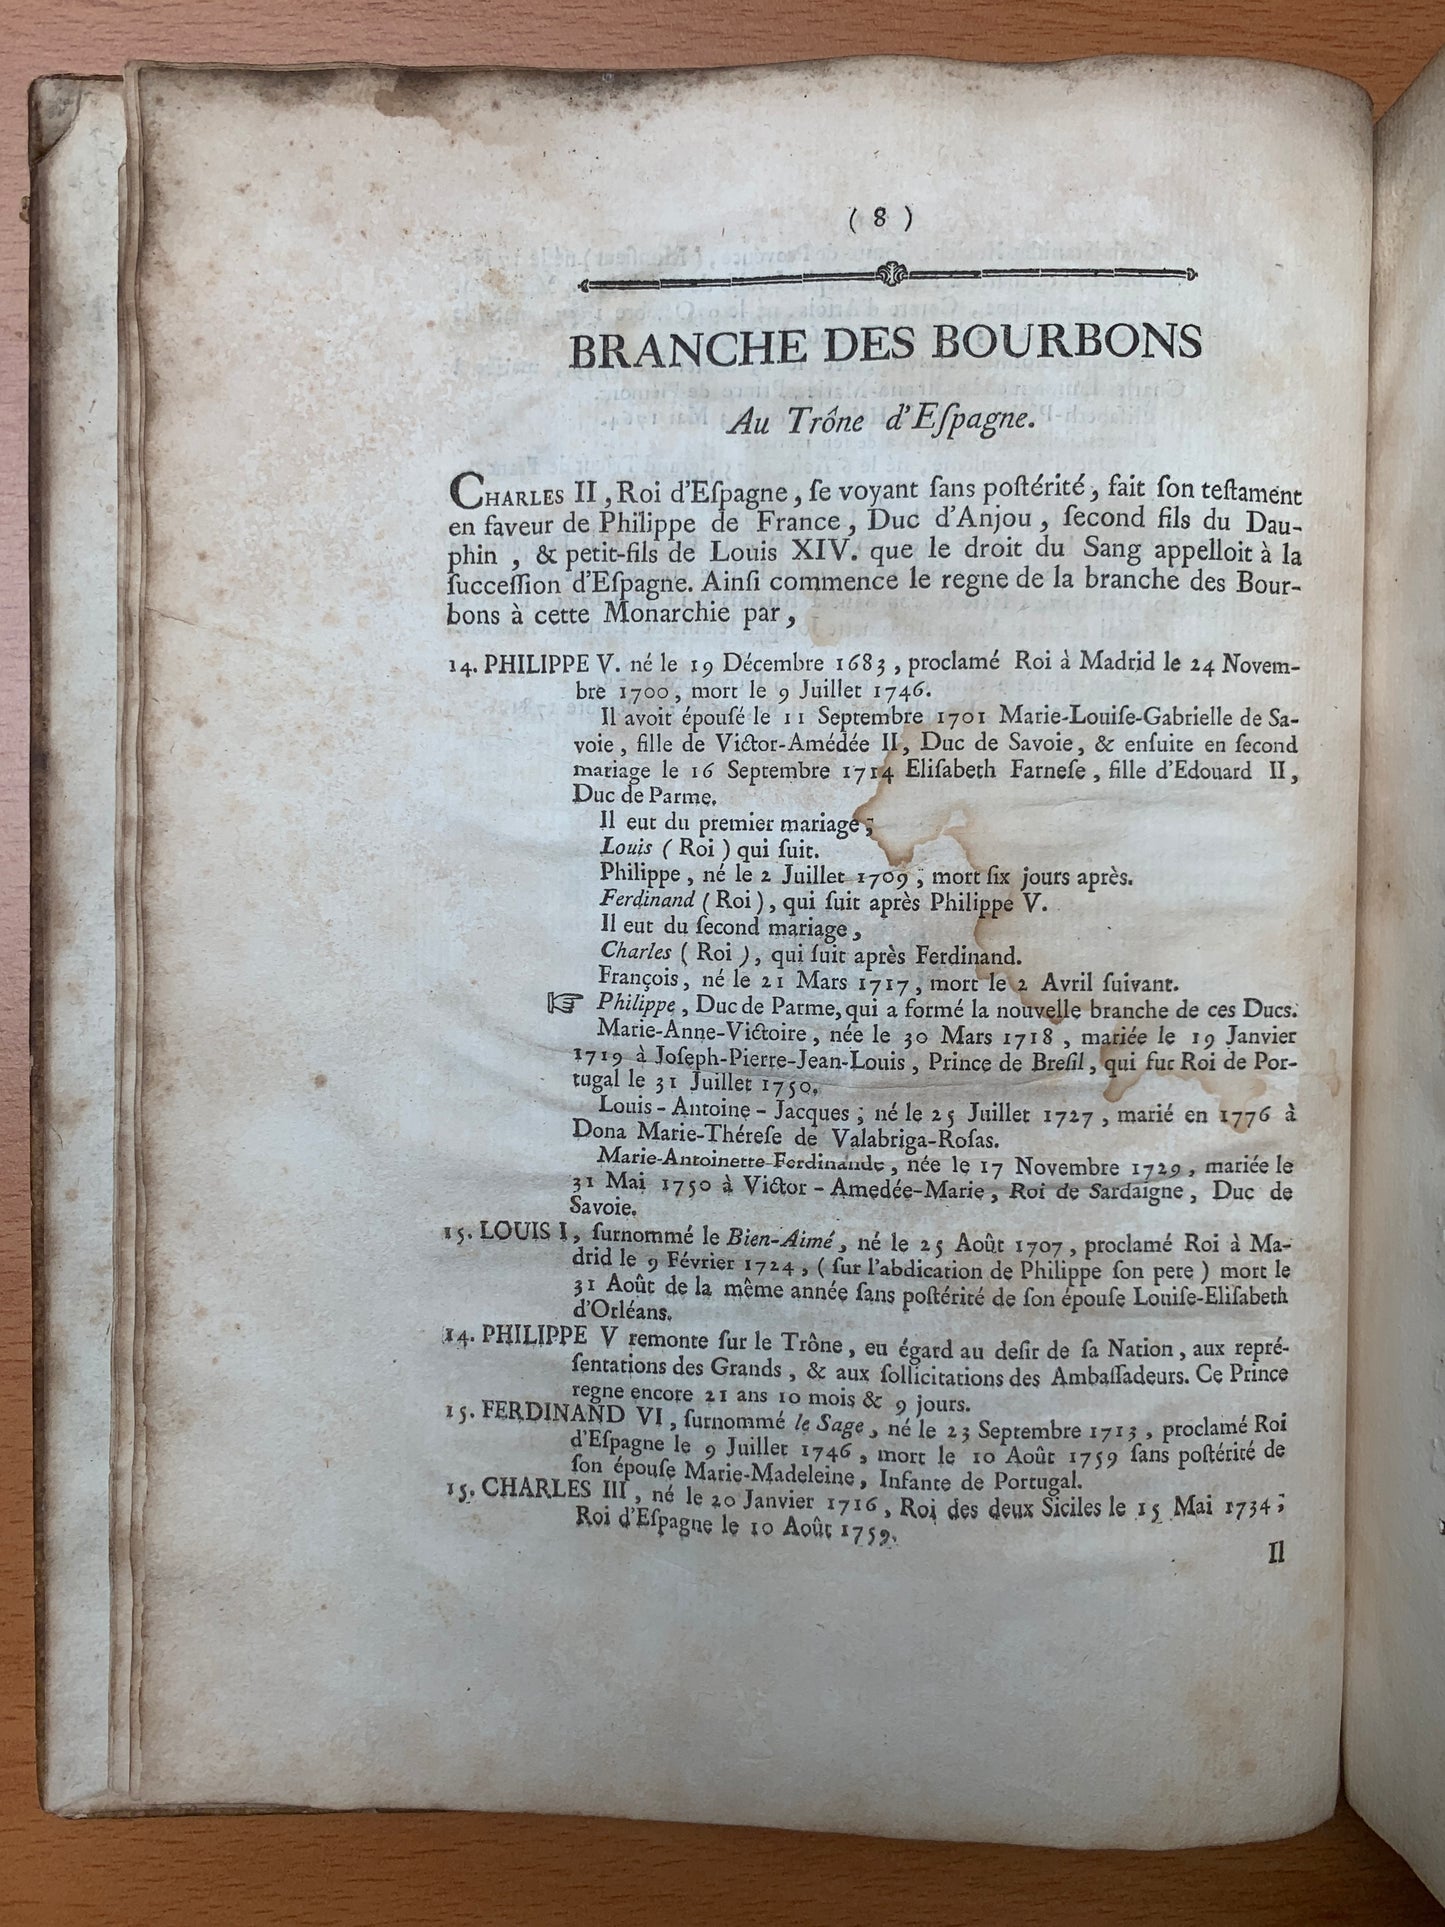 ( 8 )
BRANCHE DES BOURBONS
Au Trône d'Eſpagne.
CHARLES II, Roi d'Eſpagne, ſe voyant ſans poſtérité, fait ſon teſtament
en faveur de Philippe de France, Duc d'Anjou, ſecond fils du Dau-
phin, & petit-fils de Louis XIV. que le droit du Sang appelloit à la
ſucceſſion d'Eſpagne. Ainſi commence le regne de la branche des Bour-
bons à cette Monarchie par,
14. PHILIPPE V. né le 19 Décembre 1683, proclamé Roi à Madrid le 24 Novem-
bre 1700, mort le 9 Juillet 1746.
Il avoit épouſé le 11 Septembre 1701 Marie-Louiſe-Gabrielle de Sa-
voie, fille de Victor-Amédée II, Duc de Savoie, & enſuite en ſecond
mariage le 16 Septembre 1714 Eliſabeth Farneſe, fille d'Edouard II,
Duc de Parme.
Il eut du premier mariage;
Louis (Roi) qui ſuit.
Philippe, né le 2 Juillet 1709; mort ſix jours après.
Ferdinand (Roi), qui ſuit après Philippe V.
Il eut du ſecond mariage,
Charles (Roi), qui ſuit après Ferdinand.
François, né le 21 Mars 1717, mort le 2 Avril ſuivant.
☞ Philippe, Duc de Parme, qui a formé la nouvelle branche de ces Ducs.
Marie-Anne-Victoire, née le 30 Mars 1718, mariée le 19 Janvier
1719 à Joſeph-Pierre-Jean-Louis, Prince de Breſil, qui fut Roi de Por-
tugal le 31 Juillet 1750.
Louis-Antoine-Jacques; né le 25 Juillet 1727, marié en 1776 à
Dona Marie-Théreſe de Valabriga-Roſas.
Marie-Antoinette-Ferdinande, née le 17 Novembre 1729, mariée le
31 Mai 1750 à Victor-Amedée-Marie, Roi de Sardaigne, Duc de
Savoie.
15. LOUIS I, ſurnommé le Bien-Aimé, né le 25 Août 1707, proclamé Roi à Ma-
drid le 9 Février 1724, (ſur l'abdication de Philippe ſon pere) mort le
31 Août de la même année ſans poſtérité de ſon épouſe Louiſe-Eliſabeth
d'Orléans.
14. PHILIPPE V remonte ſur le Trône, eu égard au deſir de ſa Nation, aux repré-
ſentations des Grands, & aux ſollicitations des Ambaſſadeurs. Ce Prince
regne encore 21 ans 10 mois & 9 jours.
15. FERDINAND VI, ſurnommé le Sage, né le 23 Septembre 1713, proclamé Roi
d'Eſpagne le 9 Juillet 1746, mort le 10 Août 1759 ſans poſtérité de
ſon épouſe Marie-Madeleine, Infante de Portugal.
15. CHARLES III, né le 20 Janvier 1716, Roi des deux Siciles le 15 Mai 1734;
Roi d'Eſpagne le 10 Août 1759.
Il